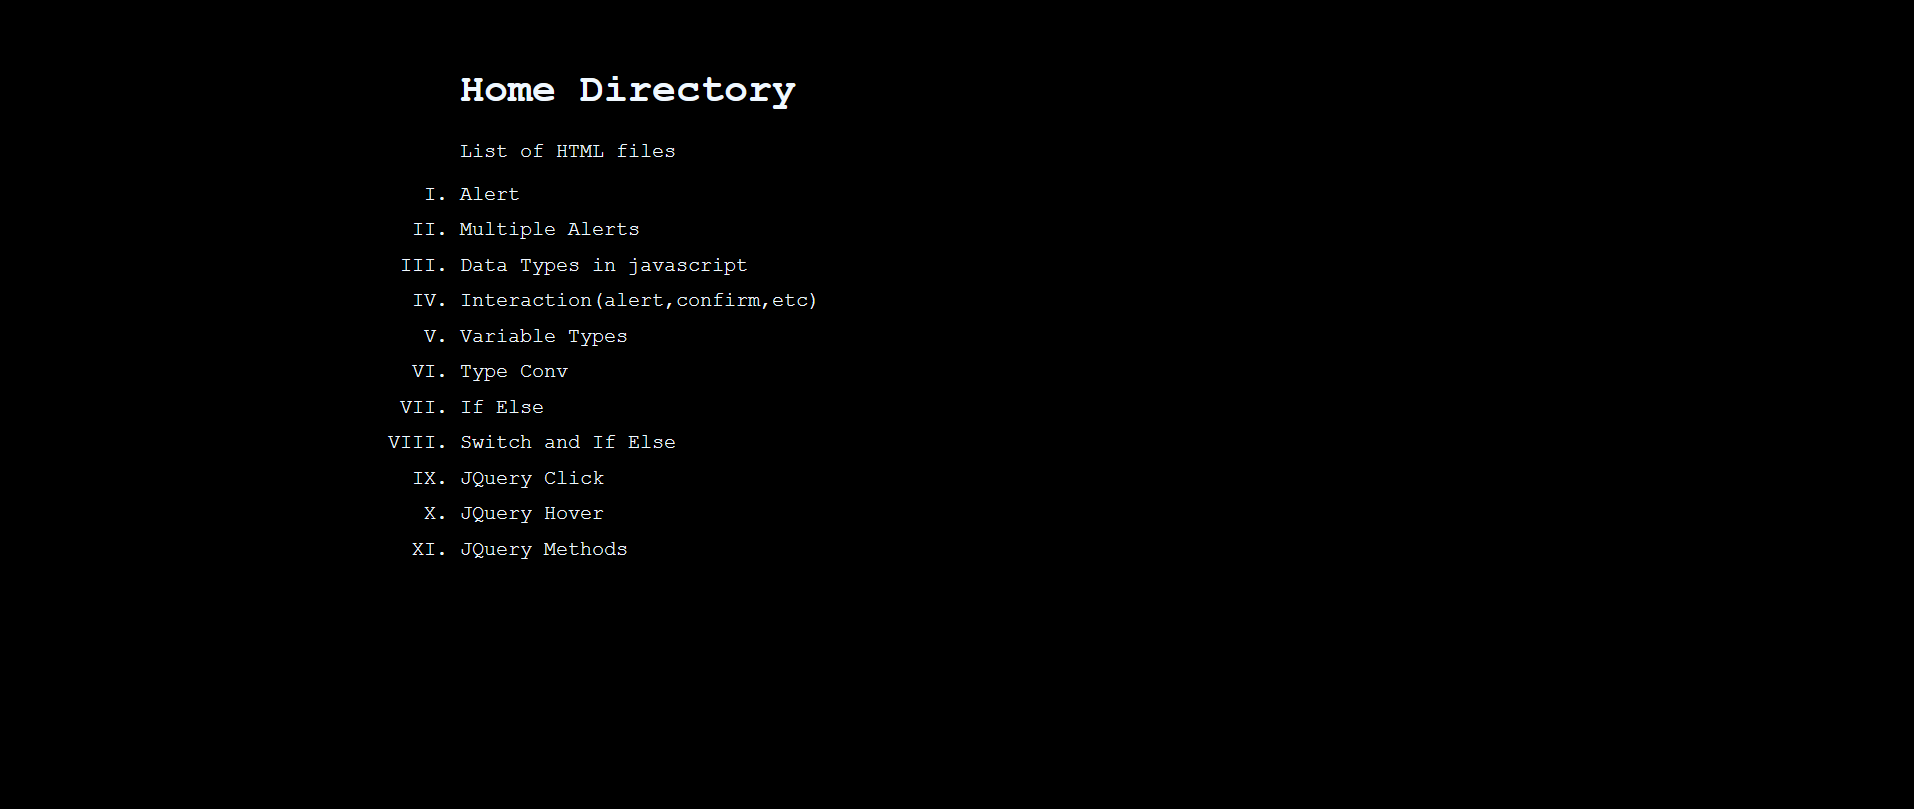 Home Directory
List of HTML files
I. Alert
II. Multiple Alerts
III. Data Types in javascript
IV. Interaction(alert,confirm,etc)
V. Variable Types
VI. Type Conv
VII. If Else
VIII. Switch and If Else
IX. JQuery Click
X. JQuery Hover
XI. JQuery Methods